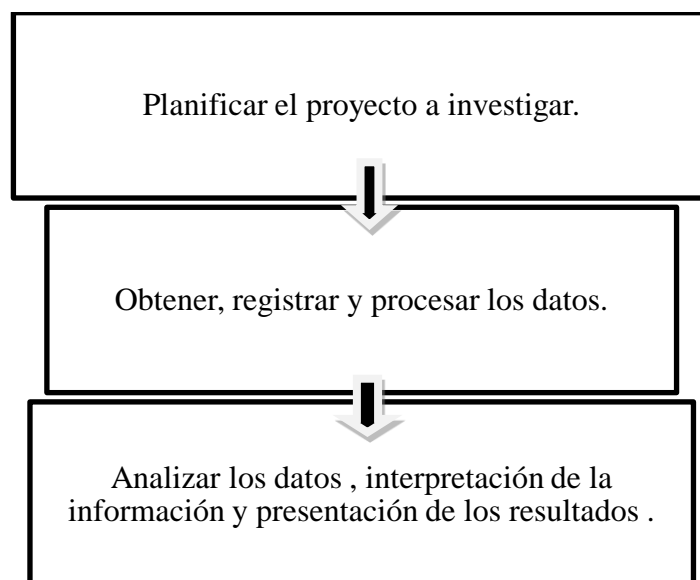 Planificar el proyecto a investigar.
Obtener, registrar y procesar los datos.
Analizar los datos , interpretación de la
información y presentación de los resultados .